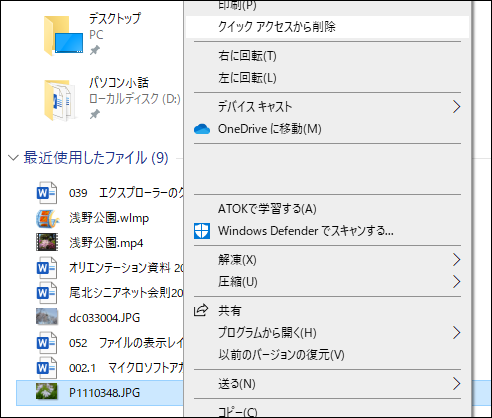 デスクトップ
PC
パソコン小話
ローカルディスク (D:)
最近使用したファイル (9)
039 エクスプローラーのク
浅野公園.wlmp
浅野公園.mp4
オリエンテーション資料 20
尾北シニアネット会則20
dc033004.JPG
052 ファイルの表示レイ
002.1 マイクロソフトアカ
P1110348.JPG
印刷(P)
クイック アクセスから削除
右に回転(T)
左に回転(L)
デバイス キャスト
OneDrive に移動(M)
ATOKで学習する(A)
Windows Defender でスキャンする...
解凍(X)
圧縮(U)
共有
プログラムから開く(H)
以前のバージョンの復元(V)
送る(N)
コピー(C)